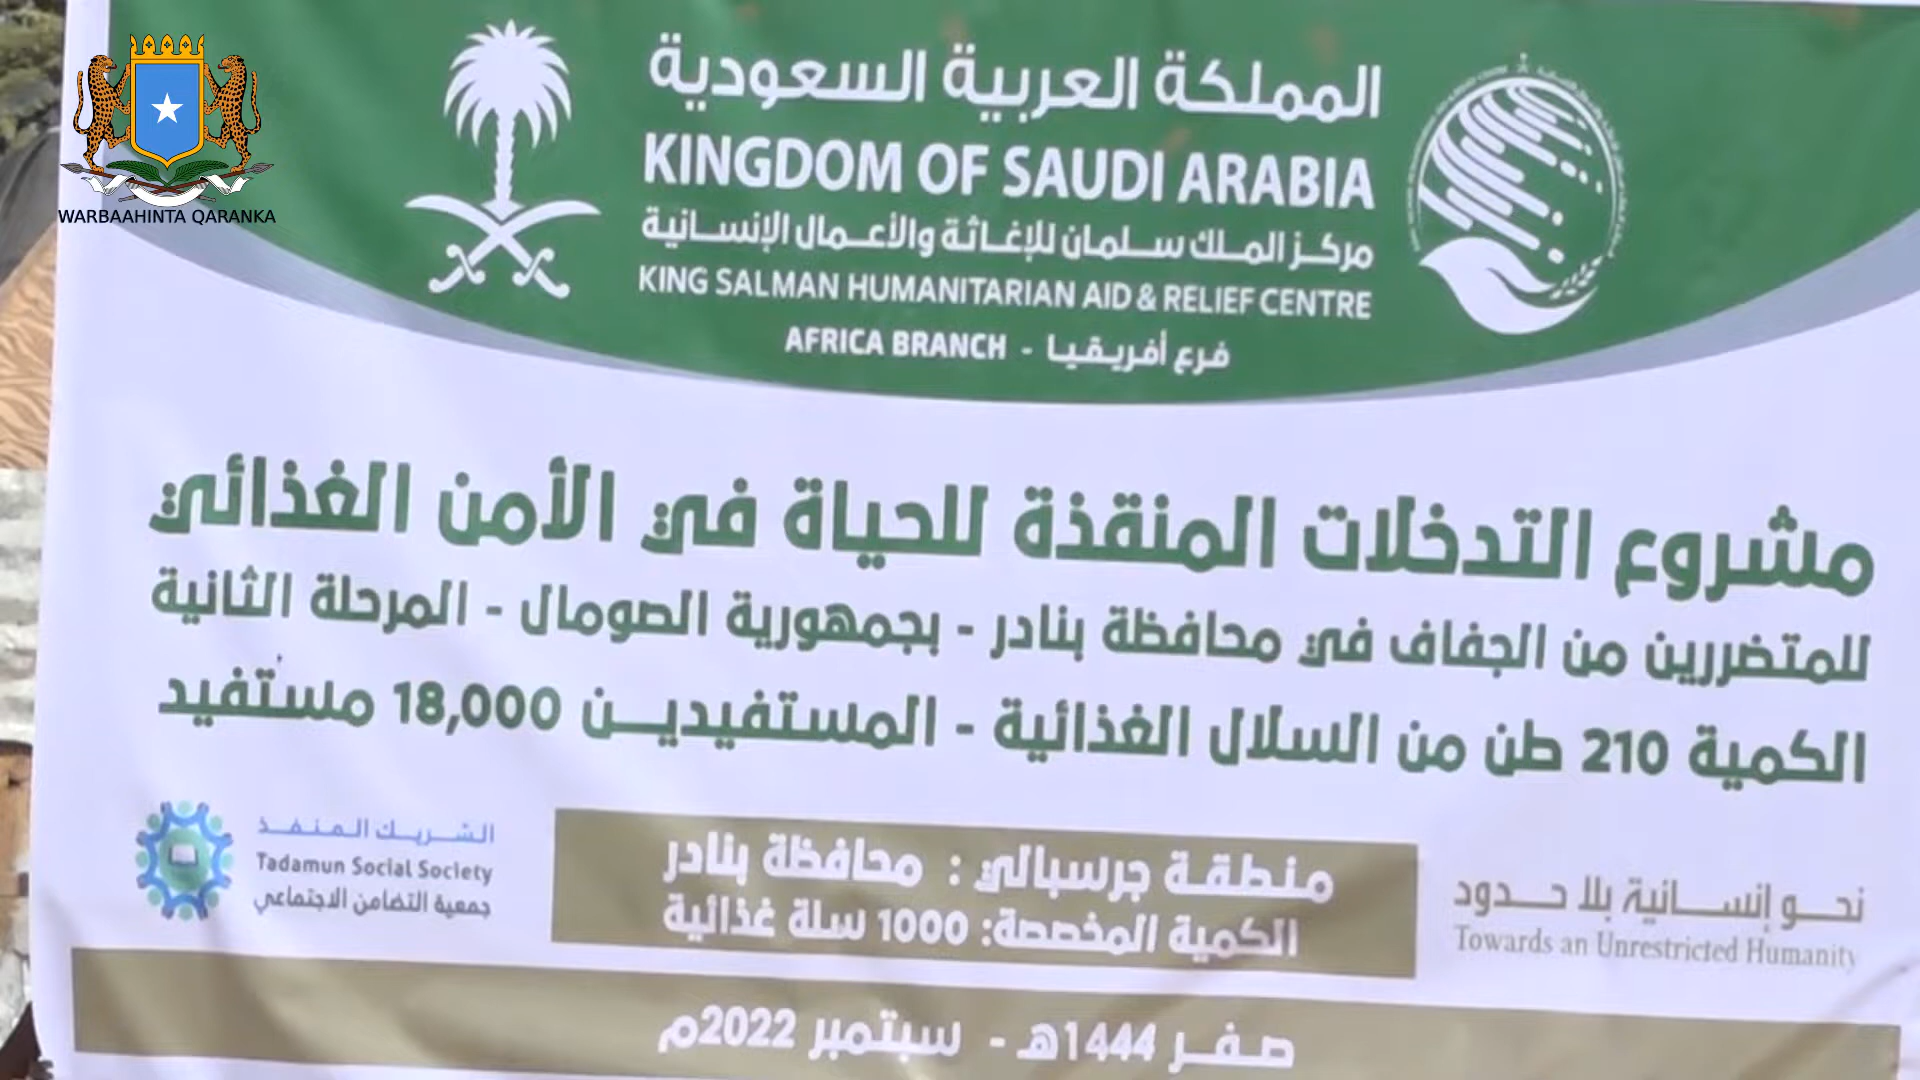 WARBAAHINTA QARANKA
المملكة العربية السعودية
KINGDOM OF SAUDI ARABIA
مركز الملك سلمان للإغاثة والأعمال الإنسانية
KING SALMAN HUMANITARIAN AID & RELIEF CENTRE
فرع أفريقيا - AFRICA BRANCH
مشروع التدخلات المنقذة للحياة في الأمن الغذائي
للمتضررين من الجفاف في محافظة بنادر - بجمهورية الصومال - المرحلة الثانية
الكمية 210 طن من السلال الغذائية - المستفيدين 18,000 مستفيد
نحو إنسانية بلا حدود
Towards an Unrestricted Humanity
منطقة جرسبالي : محافظة بنادر
الكمية المخصصة: 1000 سلة غذائية
الشريك المنفذ
Tadamun Social Society
جمعية التضامن الاجتماعي
صفر 1444هـ - سبتمبر 2022م